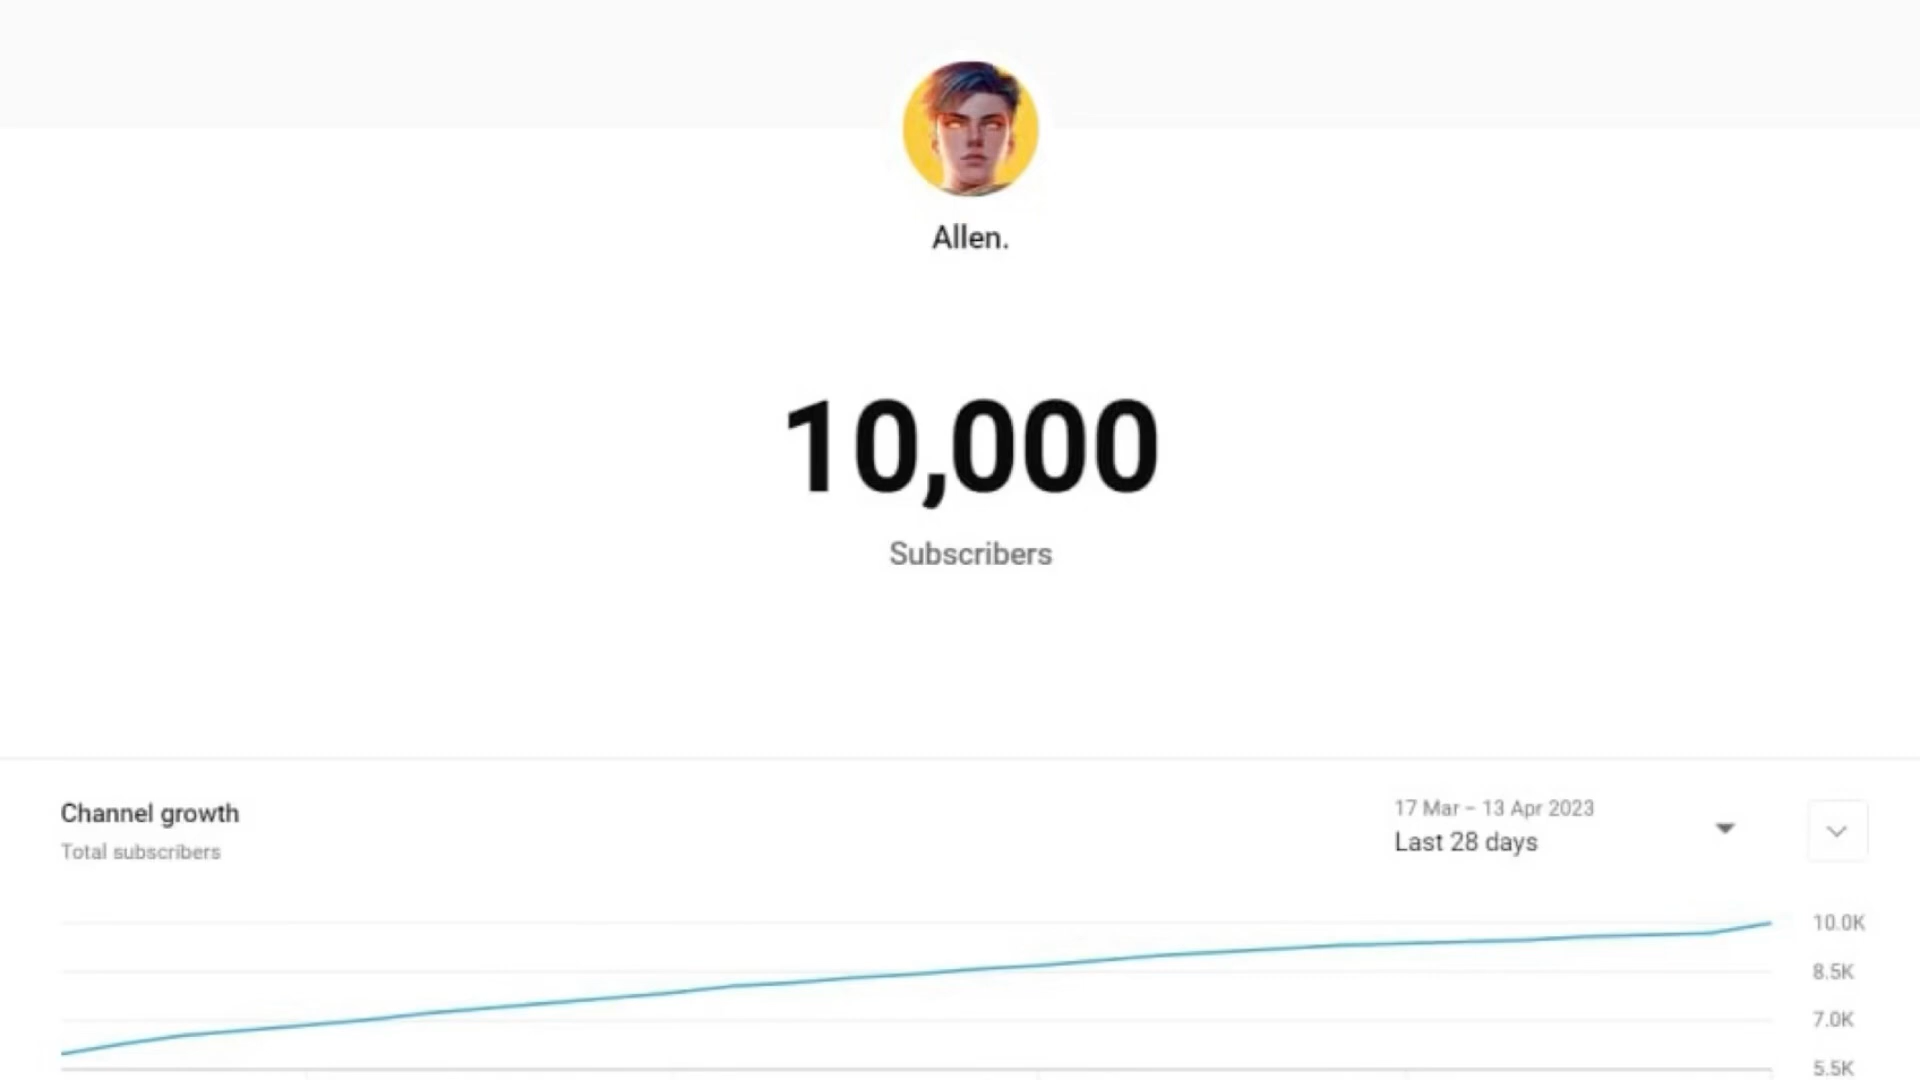 Allen.
10,000
Subscribers
Channel growth
Total subscribers
17 Mar – 13 Apr 2023
Last 28 days
10.0K
8.5K
7.0K
5.5K